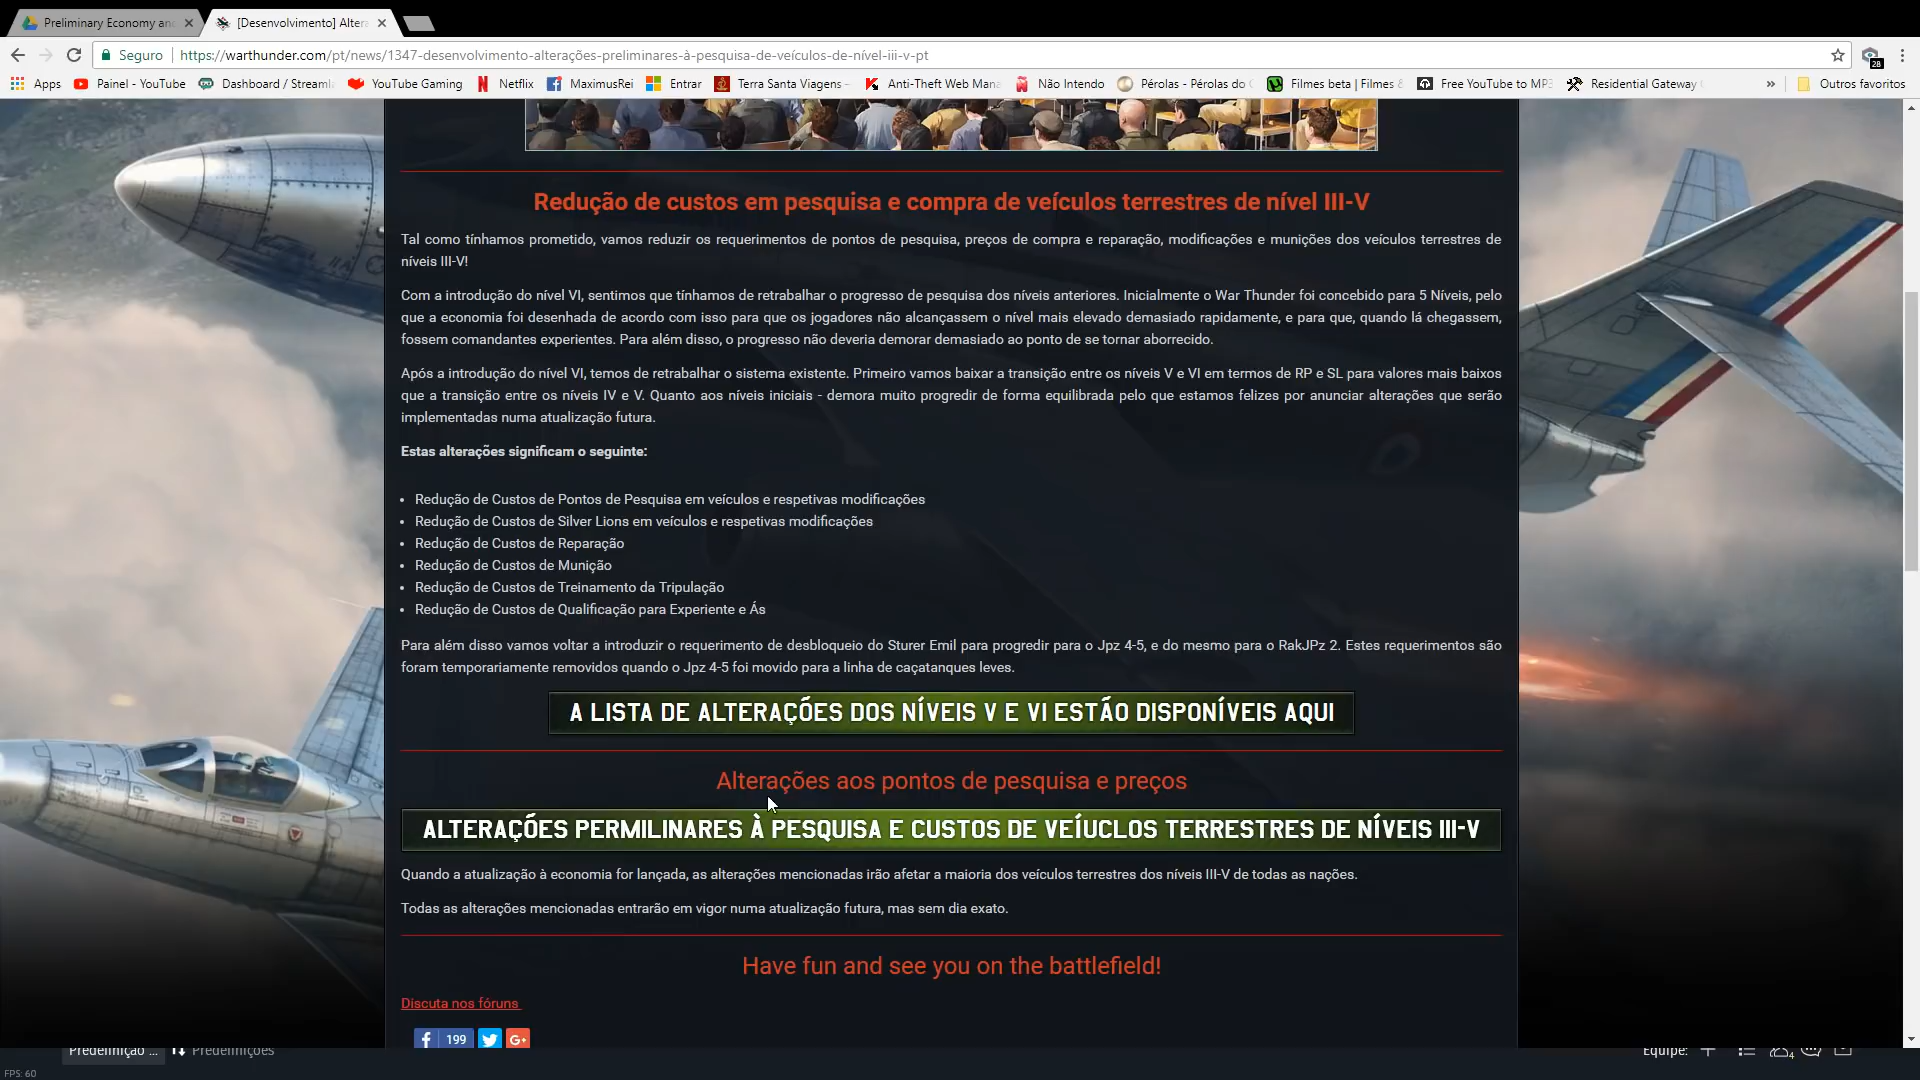 Preliminary Economy an
[Desenvolvimento] Altera
Seguro
https://warthunder.com/pt/news/1347-desenvolvimento-alterações-preliminares-à-pesquisa-de-veículos-de-nível-iii-v-pt
28
Apps
Painel - YouTube
Dashboard / Streaml
YouTube Gaming
Netflix
MaximusRei
Entrar
Terra Santa Viagens -
Anti-Theft Web Mana
Não Intendo
Pérolas - Pérolas do
Filmes beta | Filmes &
Free YouTube to MP3
Residential Gateway
»
Outros favoritos
Redução de custos em pesquisa e compra de veículos terrestres de nível III-V
Tal como tínhamos prometido, vamos reduzir os requerimentos de pontos de pesquisa, preços de compra e reparação, modificações e munições dos veículos terrestres de
níveis III-V!
Com a introdução do nível VI, sentimos que tínhamos de retrabalhar o progresso de pesquisa dos níveis anteriores. Inicialmente o War Thunder foi concebido para 5 Níveis, pelo
que a economia foi desenhada de acordo com isso para que os jogadores não alcançassem o nível mais elevado demasiado rapidamente, e para que, quando lá chegassem,
fossem comandantes experientes. Para além disso, o progresso não deveria demorar demasiado ao ponto de se tornar aborrecido.
Após a introdução do nível VI, temos de retrabalhar o sistema existente. Primeiro vamos baixar a transição entre os níveis V e VI em termos de RP e SL para valores mais baixos
que a transição entre os níveis IV e V. Quanto aos níveis iniciais - demora muito progredir de forma equilibrada pelo que estamos felizes por anunciar alterações que serão
implementadas numa atualização futura.
Estas alterações significam o seguinte:
• Redução de Custos de Pontos de Pesquisa em veículos e respetivas modificações
• Redução de Custos de Silver Lions em veículos e respetivas modificações
• Redução de Custos de Reparação
• Redução de Custos de Munição
• Redução de Custos de Treinamento da Tripulação
• Redução de Custos de Qualificação para Experiente e Ás
Para além disso vamos voltar a introduzir o requerimento de desbloqueio do Sturer Emil para progredir para o Jpz 4-5, e do mesmo para o RakJPz 2. Estes requerimentos são
foram temporariamente removidos quando o Jpz 4-5 foi movido para a linha de caçatanques leves.
A LISTA DE ALTERAÇÕES DOS NÍVEIS V E VI ESTÃO DISPONÍVEIS AQUI
Alterações aos pontos de pesquisa e preços
ALTERAÇÕES PERMILINARES À PESQUISA E CUSTOS DE VEÍUCLOS TERRESTRES DE NÍVEIS III-V
Quando a atualização à economia for lançada, as alterações mencionadas irão afetar a maioria dos veículos terrestres dos níveis III-V de todas as nações.
Todas as alterações mencionadas entrarão em vigor numa atualização futura, mas sem dia exato.
Have fun and see you on the battlefield!
Discuta nos fóruns
199
Predefinição ...
Predefinições
Equipe:
4
FPS: 60